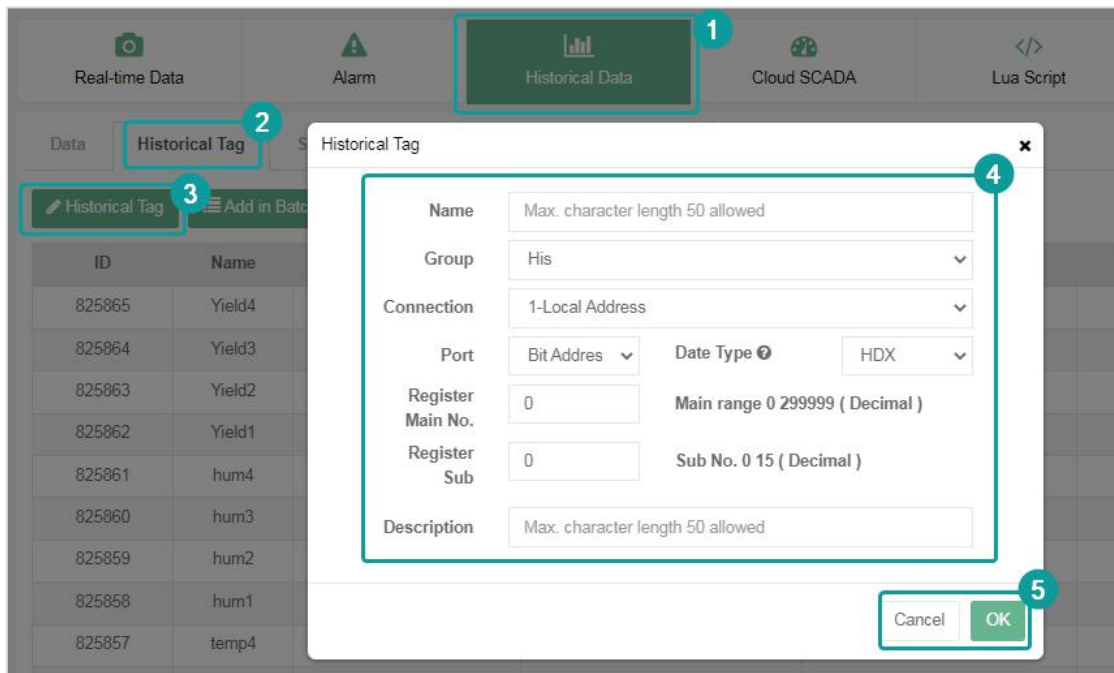 1
Real-time Data Alarm Historical Data Cloud SCADA Lua Script
2
Data Historical Tag S
3
Historical Tag Add in Batc
ID Name
825865 Yield4
825864 Yield3
825863 Yield2
825862 Yield1
825861 hum4
825860 hum3
825859 hum2
825858 hum1
825857 temp4
Historical Tag ×
4
Name Max. character length 50 allowed
Group His
Connection 1-Local Address
Port Bit Addres Date Type HDX
Register
Main No. 0 Main range 0 299999 ( Decimal )
Register
Sub 0 Sub No. 0 15 ( Decimal )
Description Max. character length 50 allowed
5
Cancel OK